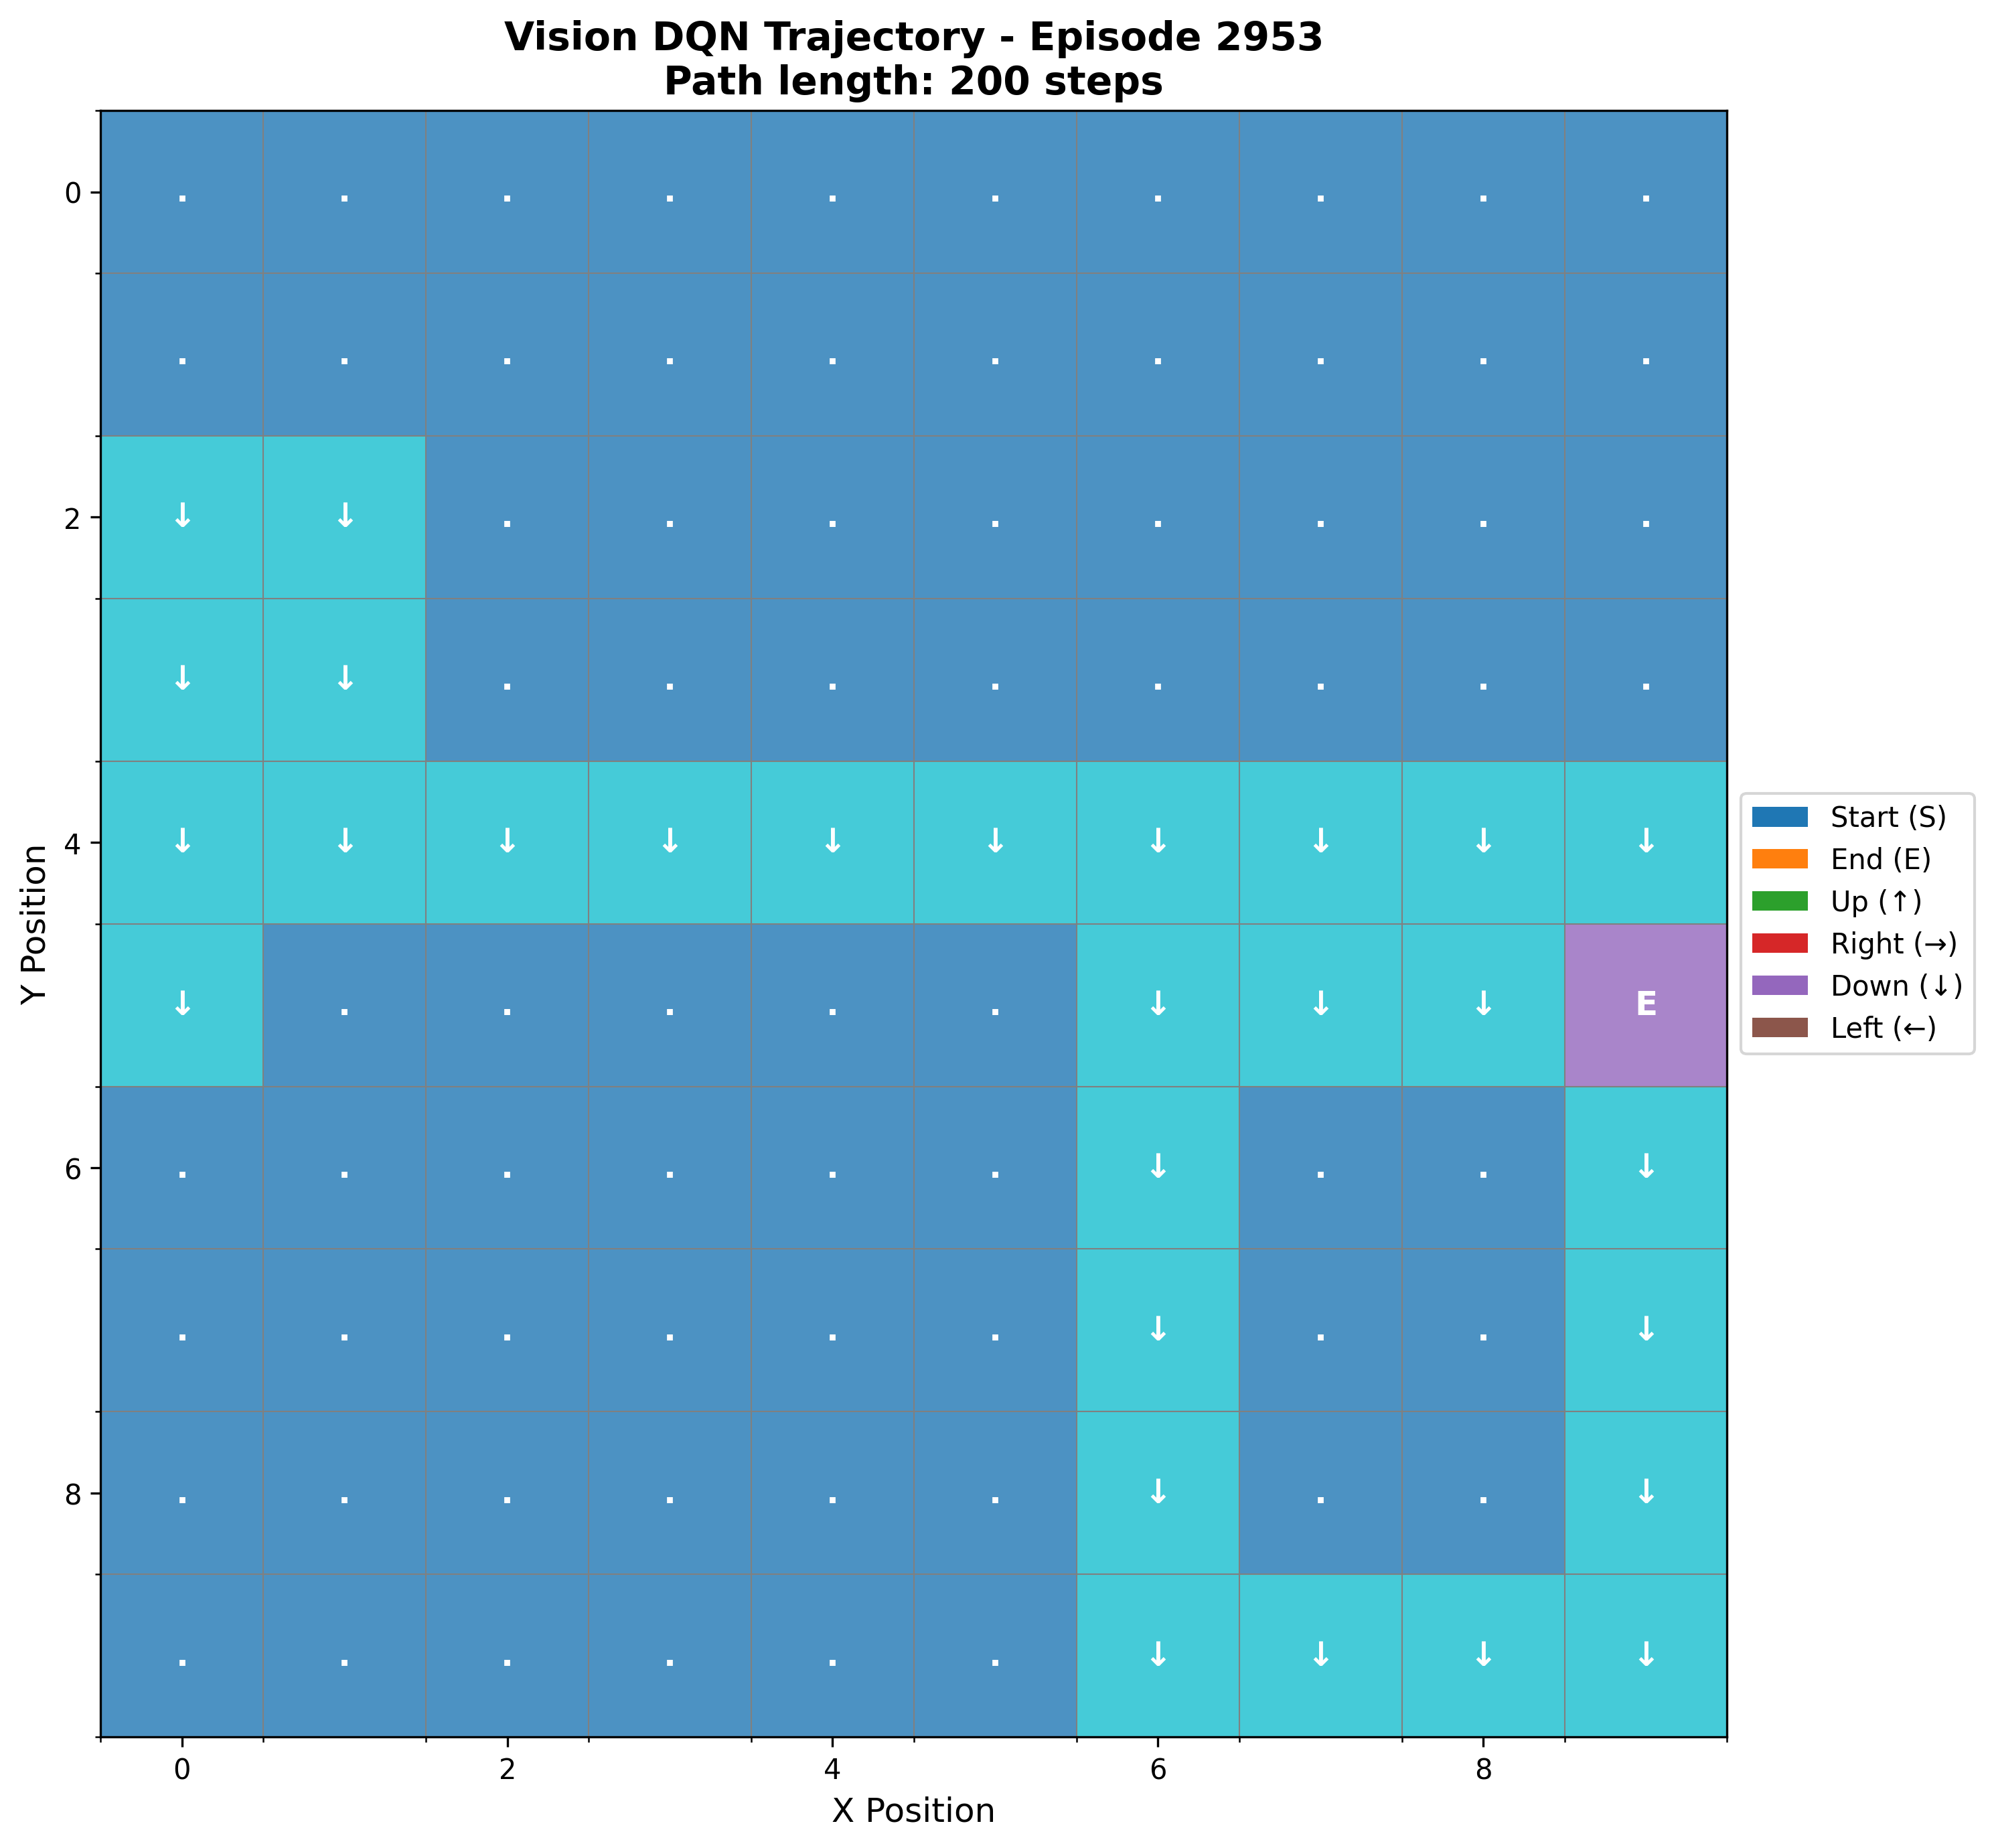 Vision DQN Trajectory - Episode 2953
Path length: 200 steps
0 . . . . . . . . . .
. . . . . . . . . .
2 ↓ ↓ . . . . . . . .
↓ ↓ . . . . . . . .
4 ↓ ↓ ↓ ↓ ↓ ↓ ↓ ↓ ↓ ↓
↓ . . . . . ↓ ↓ ↓ E
6 . . . . . . ↓ . . ↓
. . . . . . ↓ . . ↓
8 . . . . . . ↓ . . ↓
. . . . . . ↓ ↓ ↓ ↓
0 2 4 6 8
X Position
Y Position
Start (S)
End (E)
Up (↑)
Right (→)
Down (↓)
Left (←)